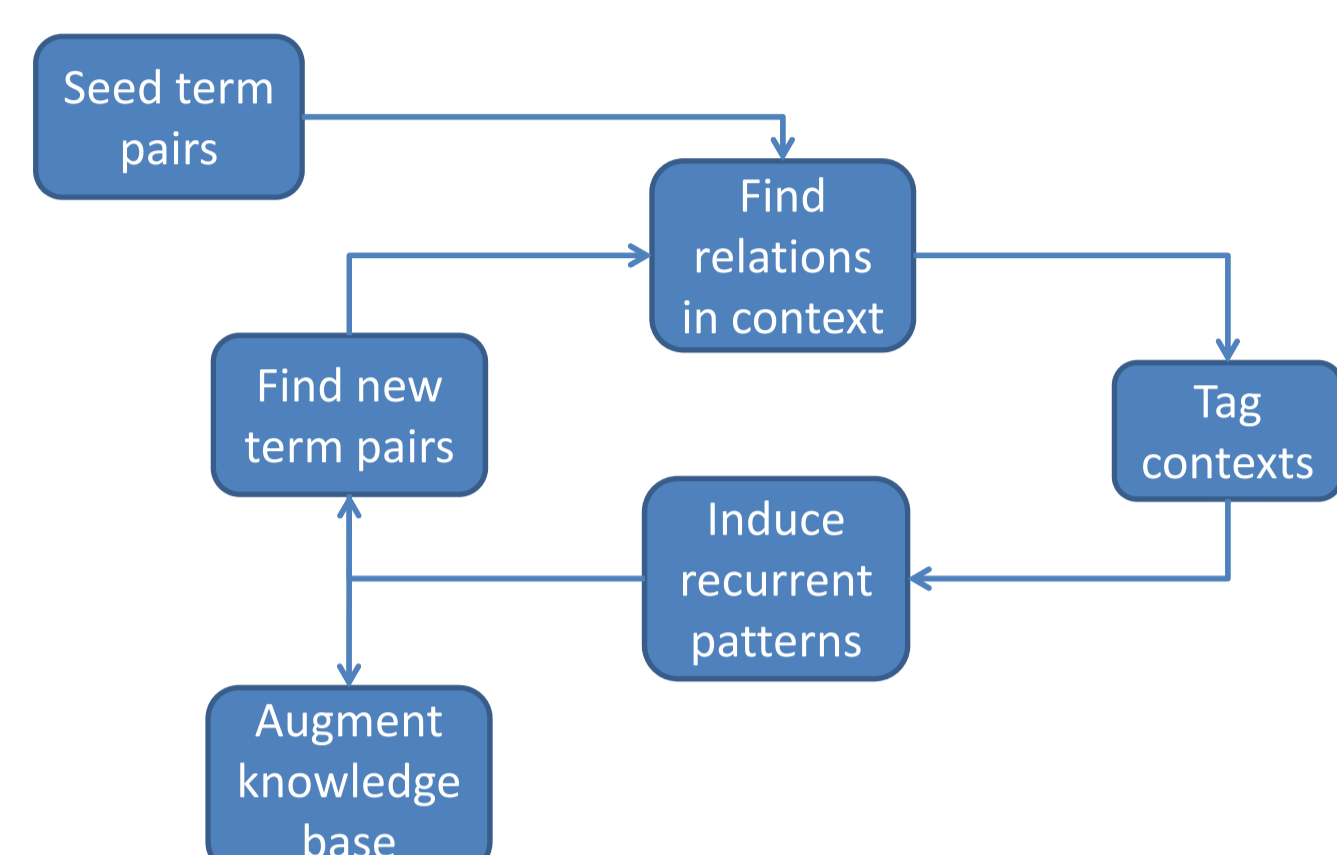 Seed term
pairs
Find
relations
in context
Tag
contexts
Induce
recurrent
patterns
Find new
term pairs
Augment
knowledge
base